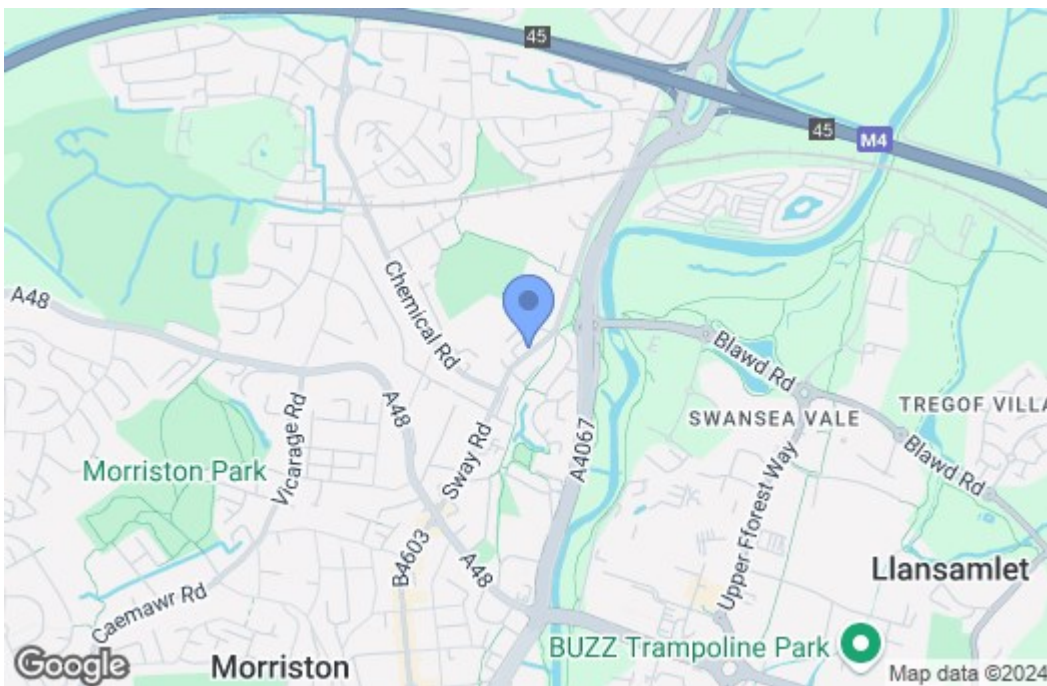 45
45
M4
A48
Chemical Rd
Blawd Rd
SWANSEA VALE
TREGOF VILLA
Blawd Rd
A48
Vicarage Rd
Morriston Park
Sway Rd
A4067
Upper Fforest Way
B4603
A48
Llansamlet
Caemawr Rd
BUZZ Trampoline Park
Google
Morriston
Map data ©2024